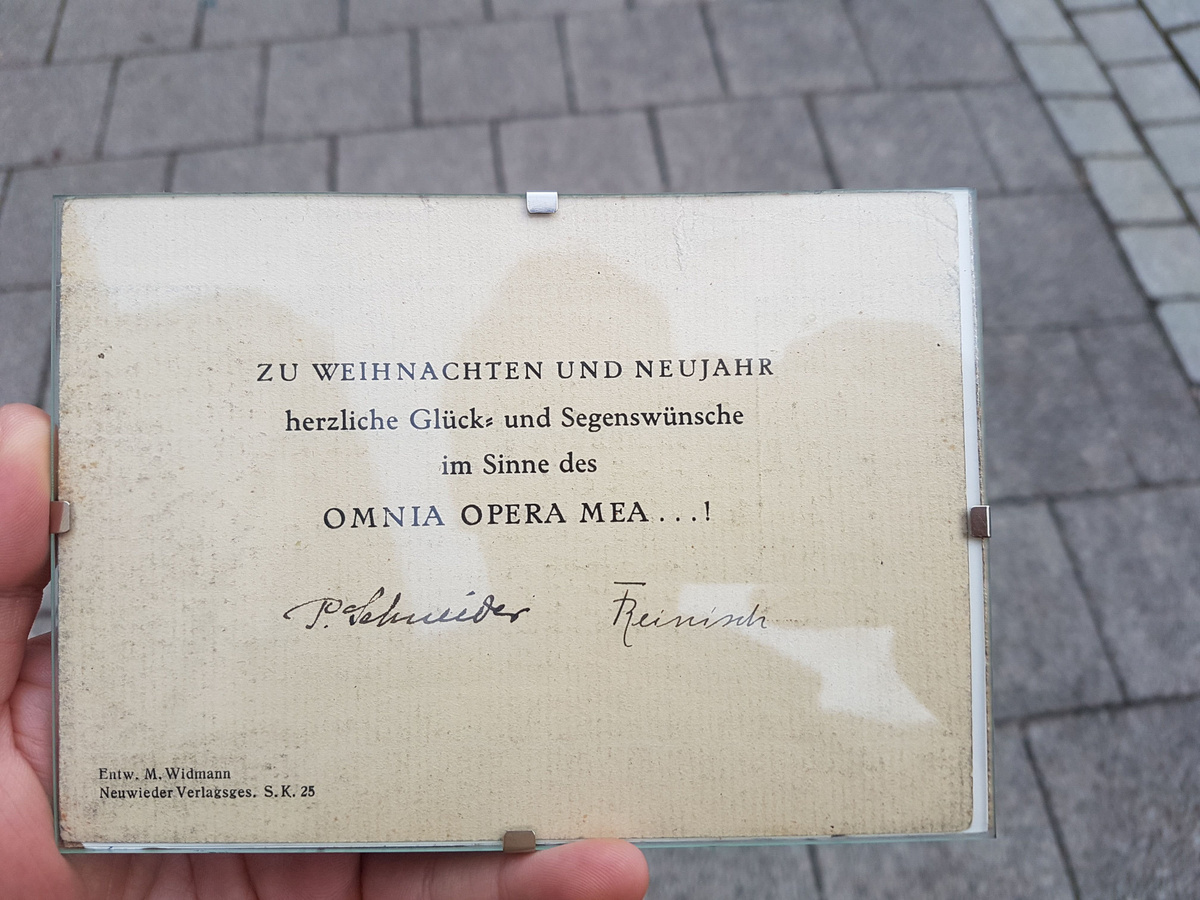 ZU WEIHNACHTEN UND NEUJAHR
herzliche Glück⸗ und Segenswünsche
im Sinne des
OMNIA OPERA MEA...!
P. Schneider Reinisch
Entw. M. Widmann
Neuwieder Verlagsges. S. K. 25